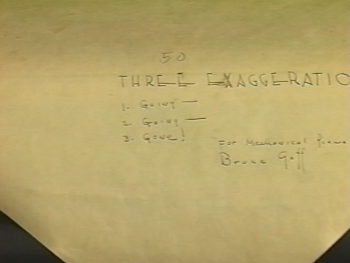 50
THREE EXAGGERATIO
1. Going —
2. Going —
3. Gone!
For Mechanical Piano
Bruce Goff